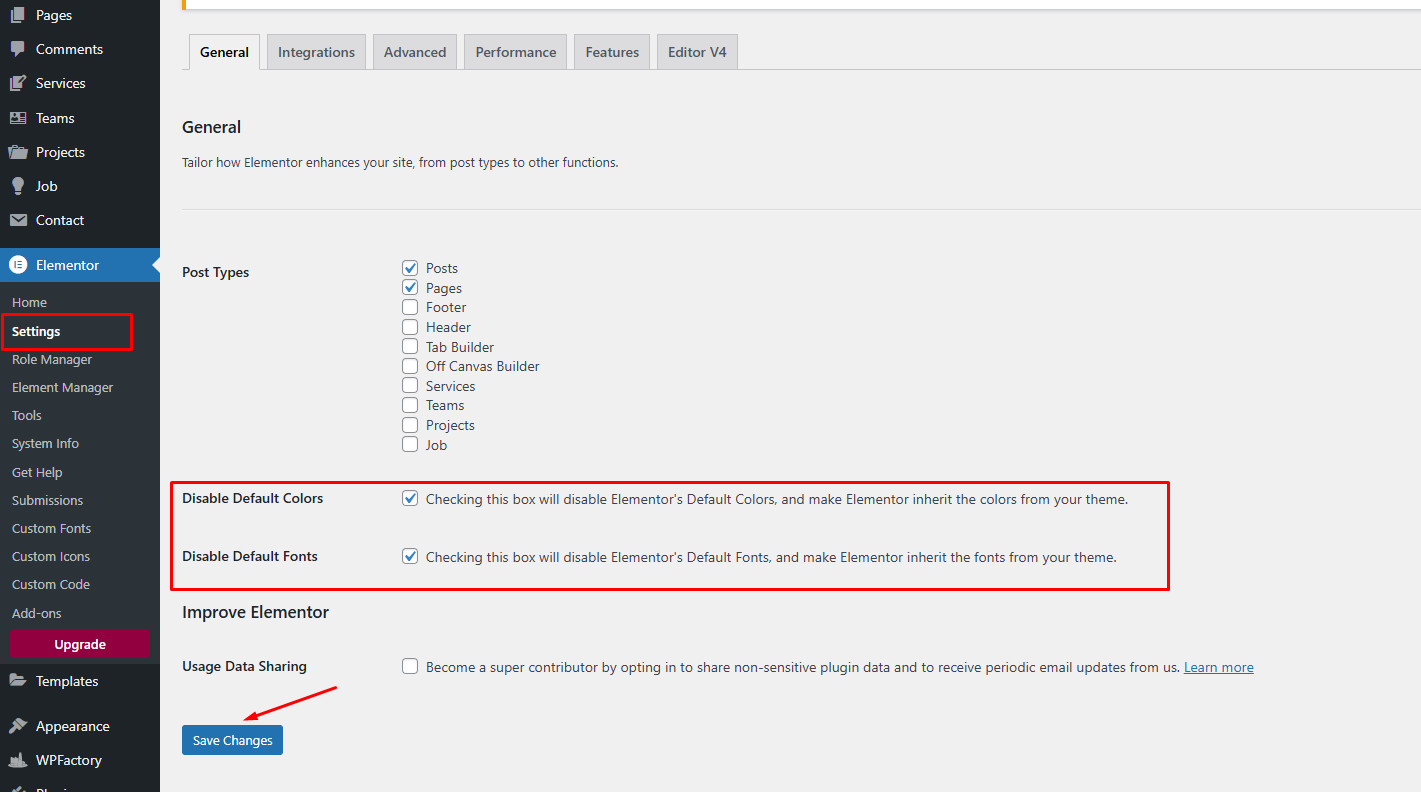 Pages
Comments
Services
Teams
Projects
Job
Contact
Elementor
Home
Settings
Role Manager
Element Manager
Tools
System Info
Get Help
Submissions
Custom Fonts
Custom Icons
Custom Code
Add-ons
Upgrade
Templates
Appearance
WPFactory
General Integrations Advanced Performance Features Editor V4
General
Tailor how Elementor enhances your site, from post types to other functions.
Post Types
Posts
Pages
Footer
Header
Tab Builder
Off Canvas Builder
Services
Teams
Projects
Job
Disable Default Colors Checking this box will disable Elementor's Default Colors, and make Elementor inherit the colors from your theme.
Disable Default Fonts Checking this box will disable Elementor's Default Fonts, and make Elementor inherit the fonts from your theme.
Improve Elementor
Usage Data Sharing Become a super contributor by opting in to share non-sensitive plugin data and to receive periodic email updates from us. Learn more
Save Changes